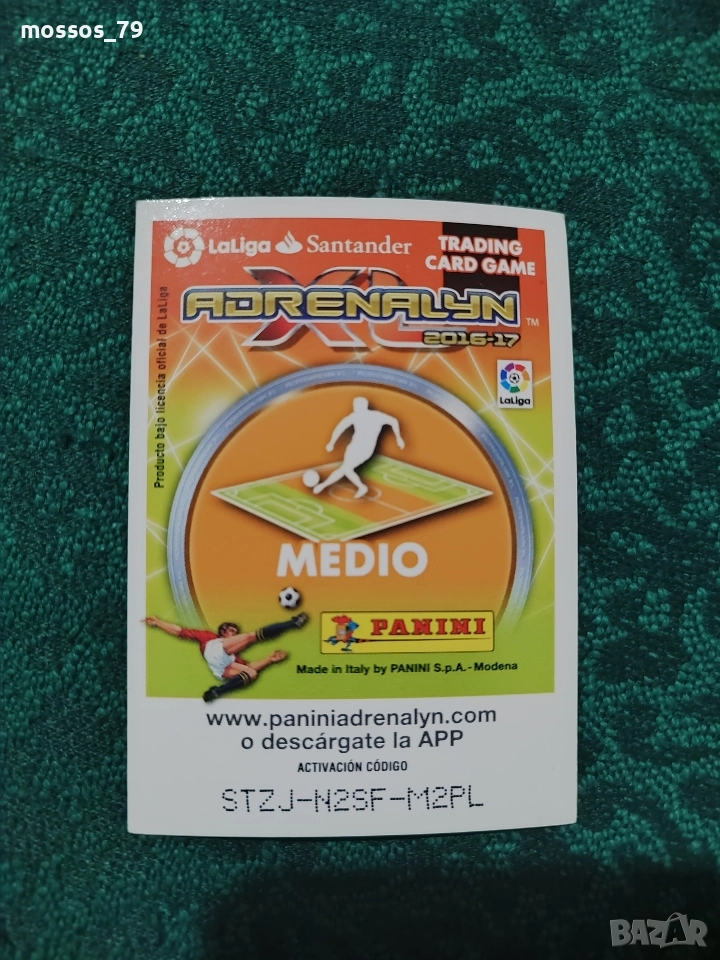 mossos_79
LaLiga Santander
TRADING
CARD GAME
ADRENALYN
XL
TM
2016-17
LaLiga
Producto bajo licencia oficial de LaLiga
MEDIO
PANINI
Made in Italy by PANINI S.p.A. - Modena
www.paniniadrenalyn.com
o descárgate la APP
ACTIVACIÓN CÓDIGO
STZJ-N2SF-M2PL
BAZAR